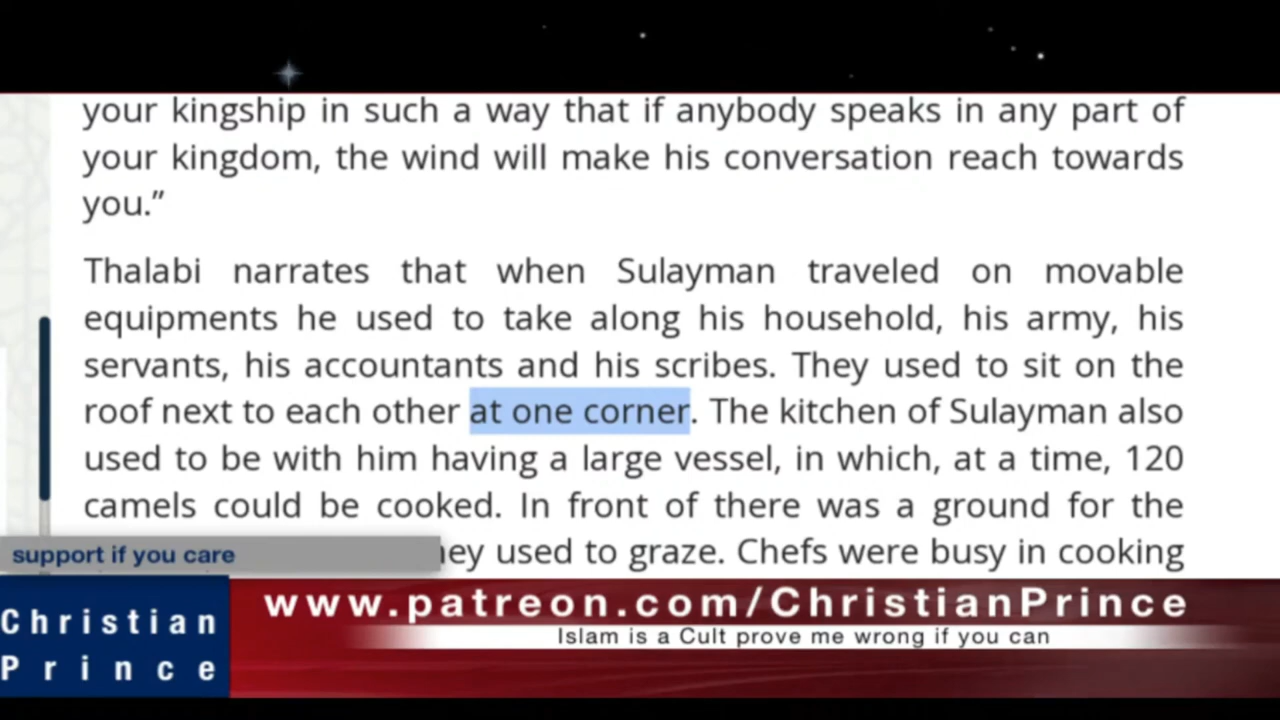 your kingship in such a way that if anybody speaks in any part of
your kingdom, the wind will make his conversation reach towards
you.”
Thalabi narrates that when Sulayman traveled on movable
equipments he used to take along his household, his army, his
servants, his accountants and his scribes. They used to sit on the
roof next to each other at one corner. The kitchen of Sulayman also
used to be with him having a large vessel, in which, at a time, 120
camels could be cooked. In front of there was a ground for the
used to graze. Chefs were busy in cooking
support if you care
Christian
Prince
www.patreon.com/ChristianPrince
Islam is a Cult prove me wrong if you can